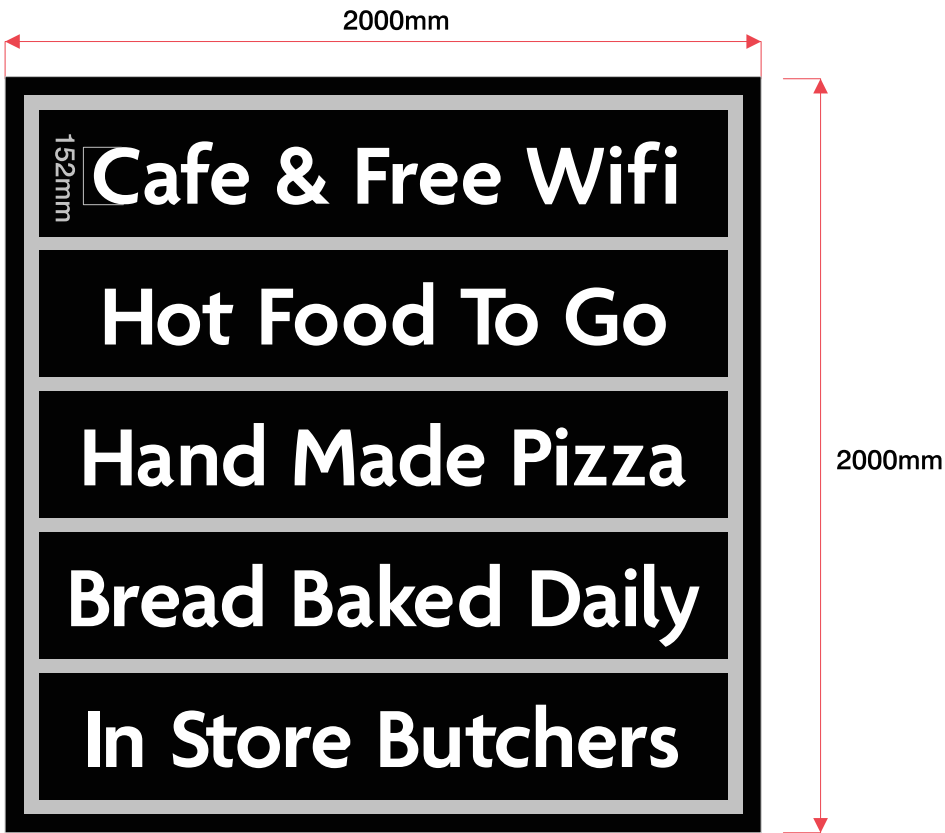 2000mm
152mm
Cafe & Free Wifi
Hot Food To Go
Hand Made Pizza
2000mm
Bread Baked Daily
In Store Butchers